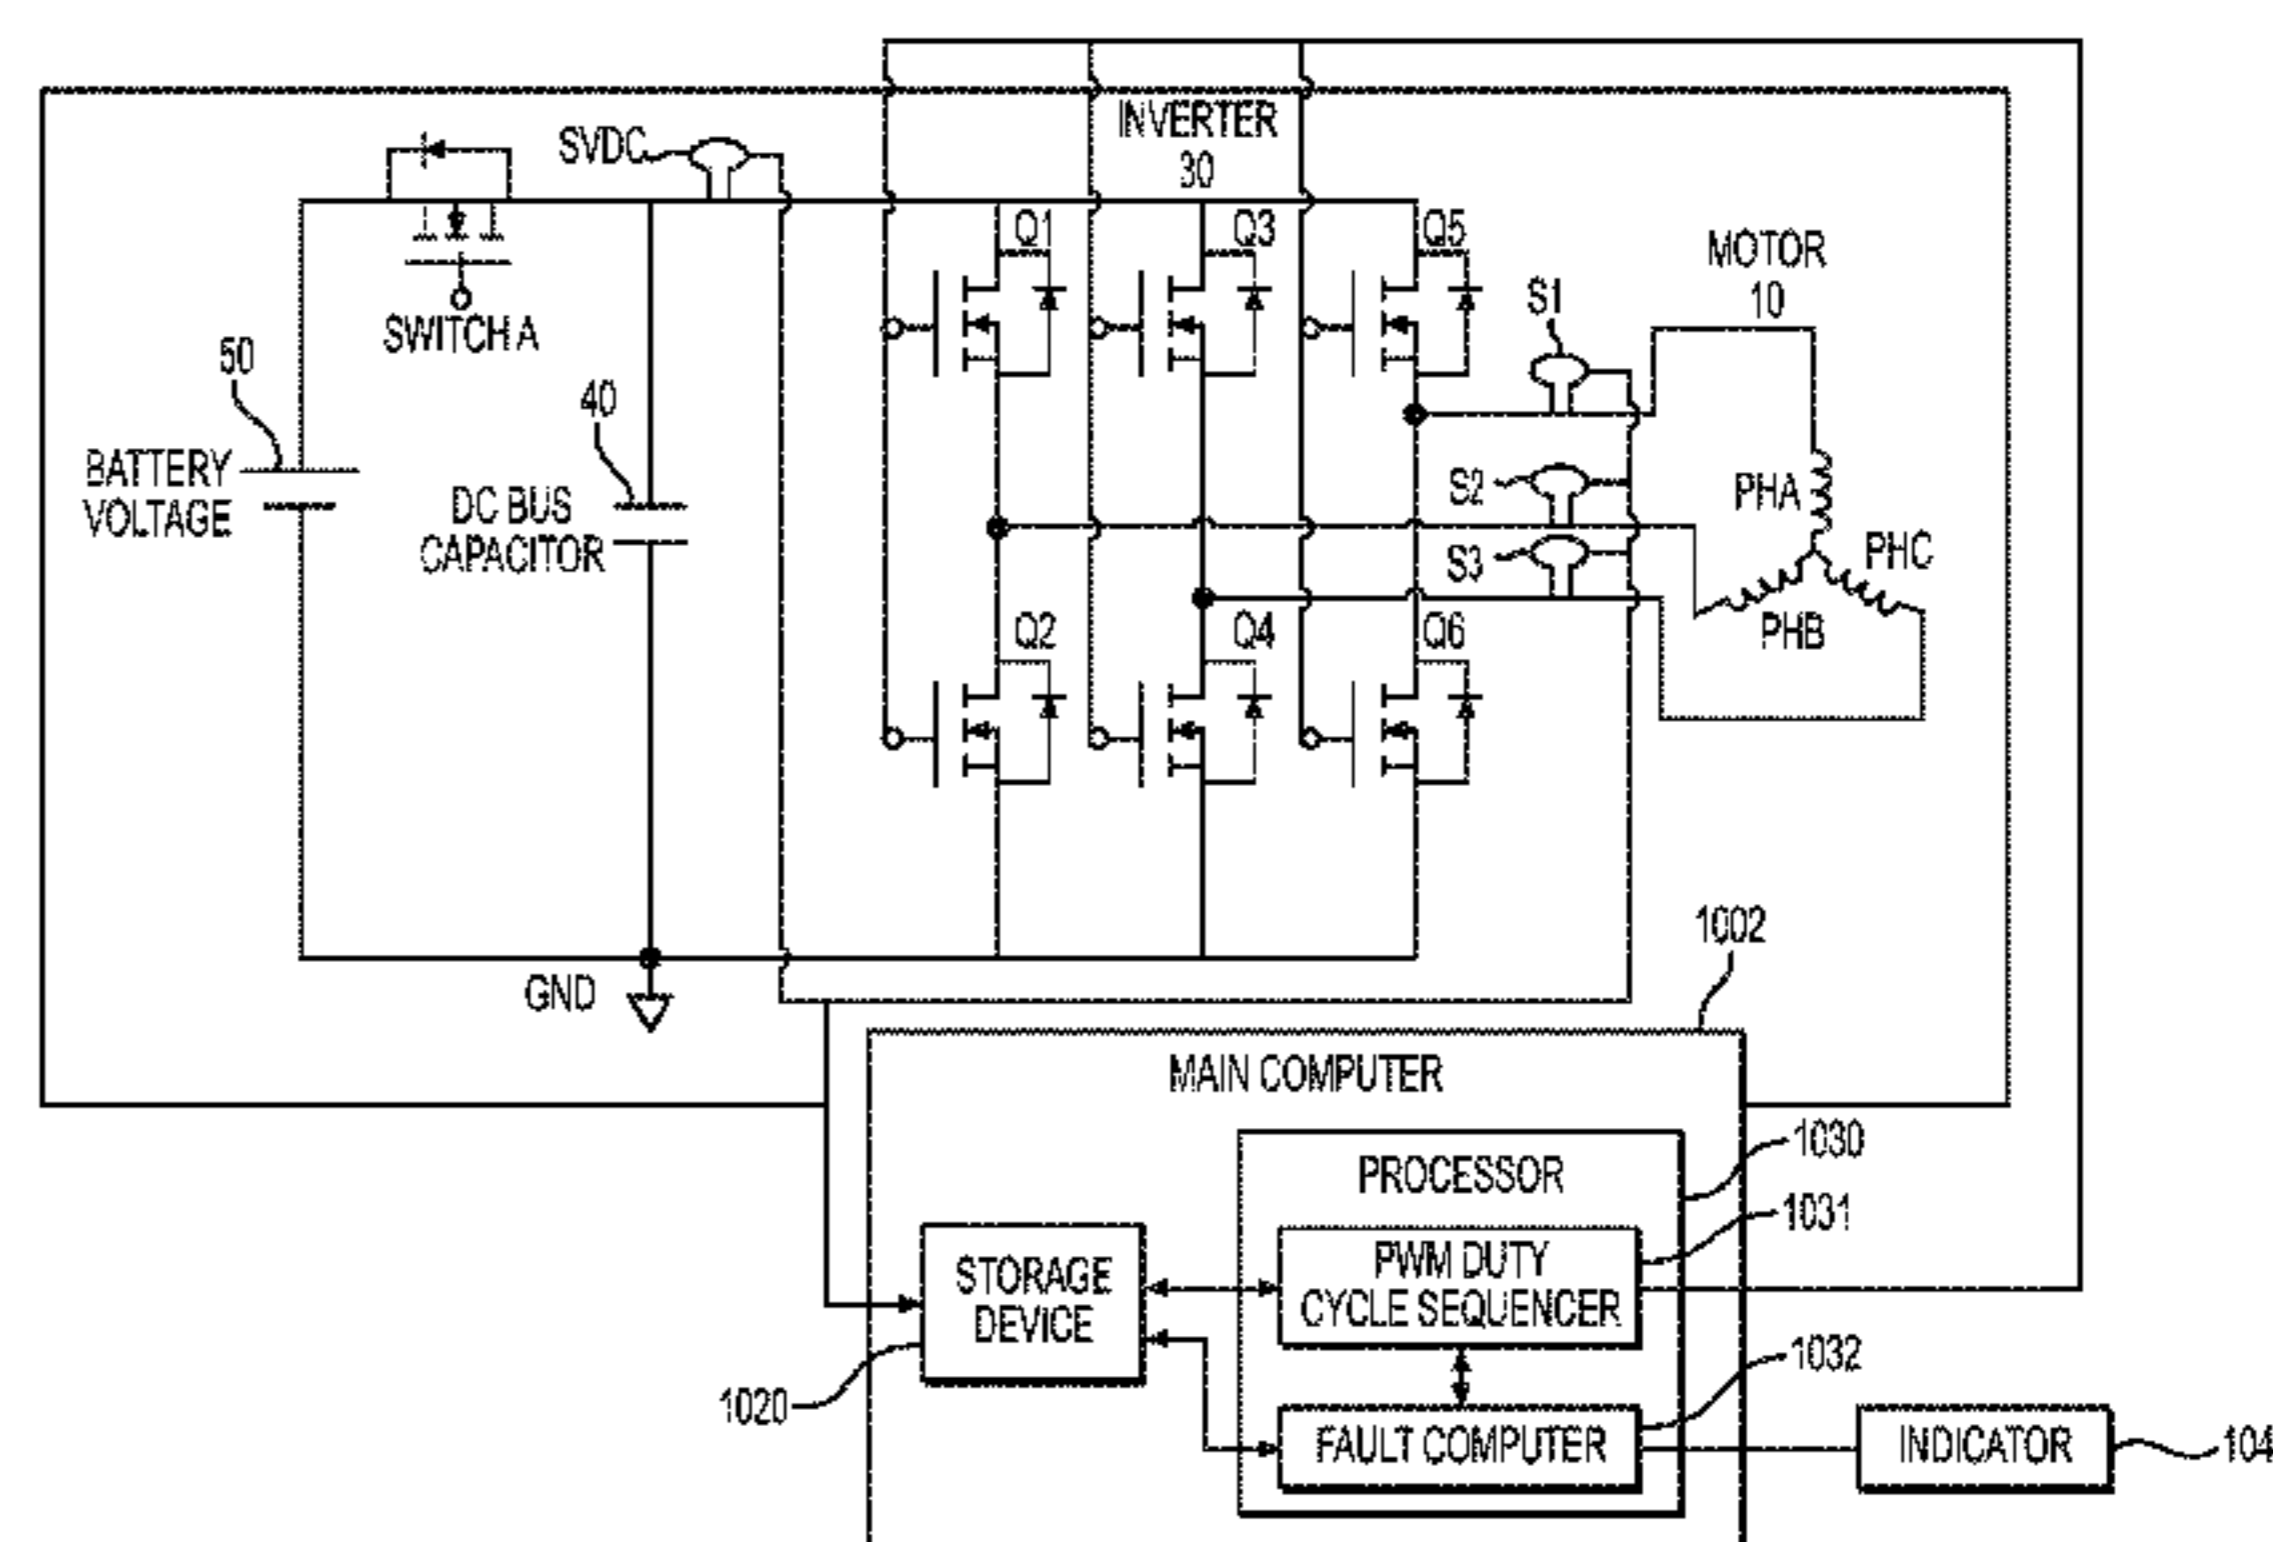 INVERTER
30
SVDC
Q1
Q3
Q5
MOTOR
10
S1
SWITCH A
50
40
BATTERY
VOLTAGE
DC BUS
CAPACITOR
S2
S3
PHA
PHC
PHB
Q2
Q4
Q6
GND
1002
MAIN COMPUTER
1030
PROCESSOR
1031
PWM DUTY
CYCLE SEQUENCER
STORAGE
DEVICE
1032
1020
FAULT COMPUTER
INDICATOR
104